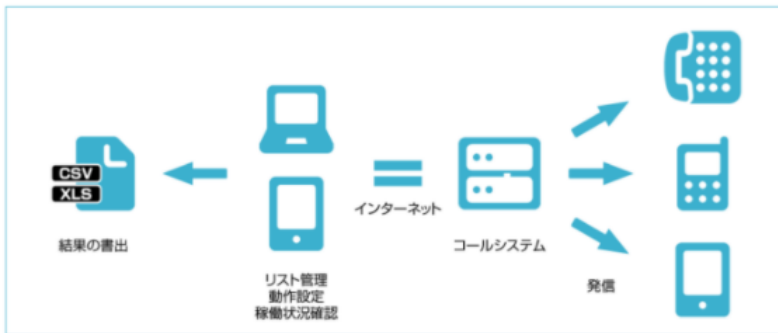 CSV
XLS
結果の書出
リスト管理
動作設定
稼働状況確認
インターネット
コールシステム
発信